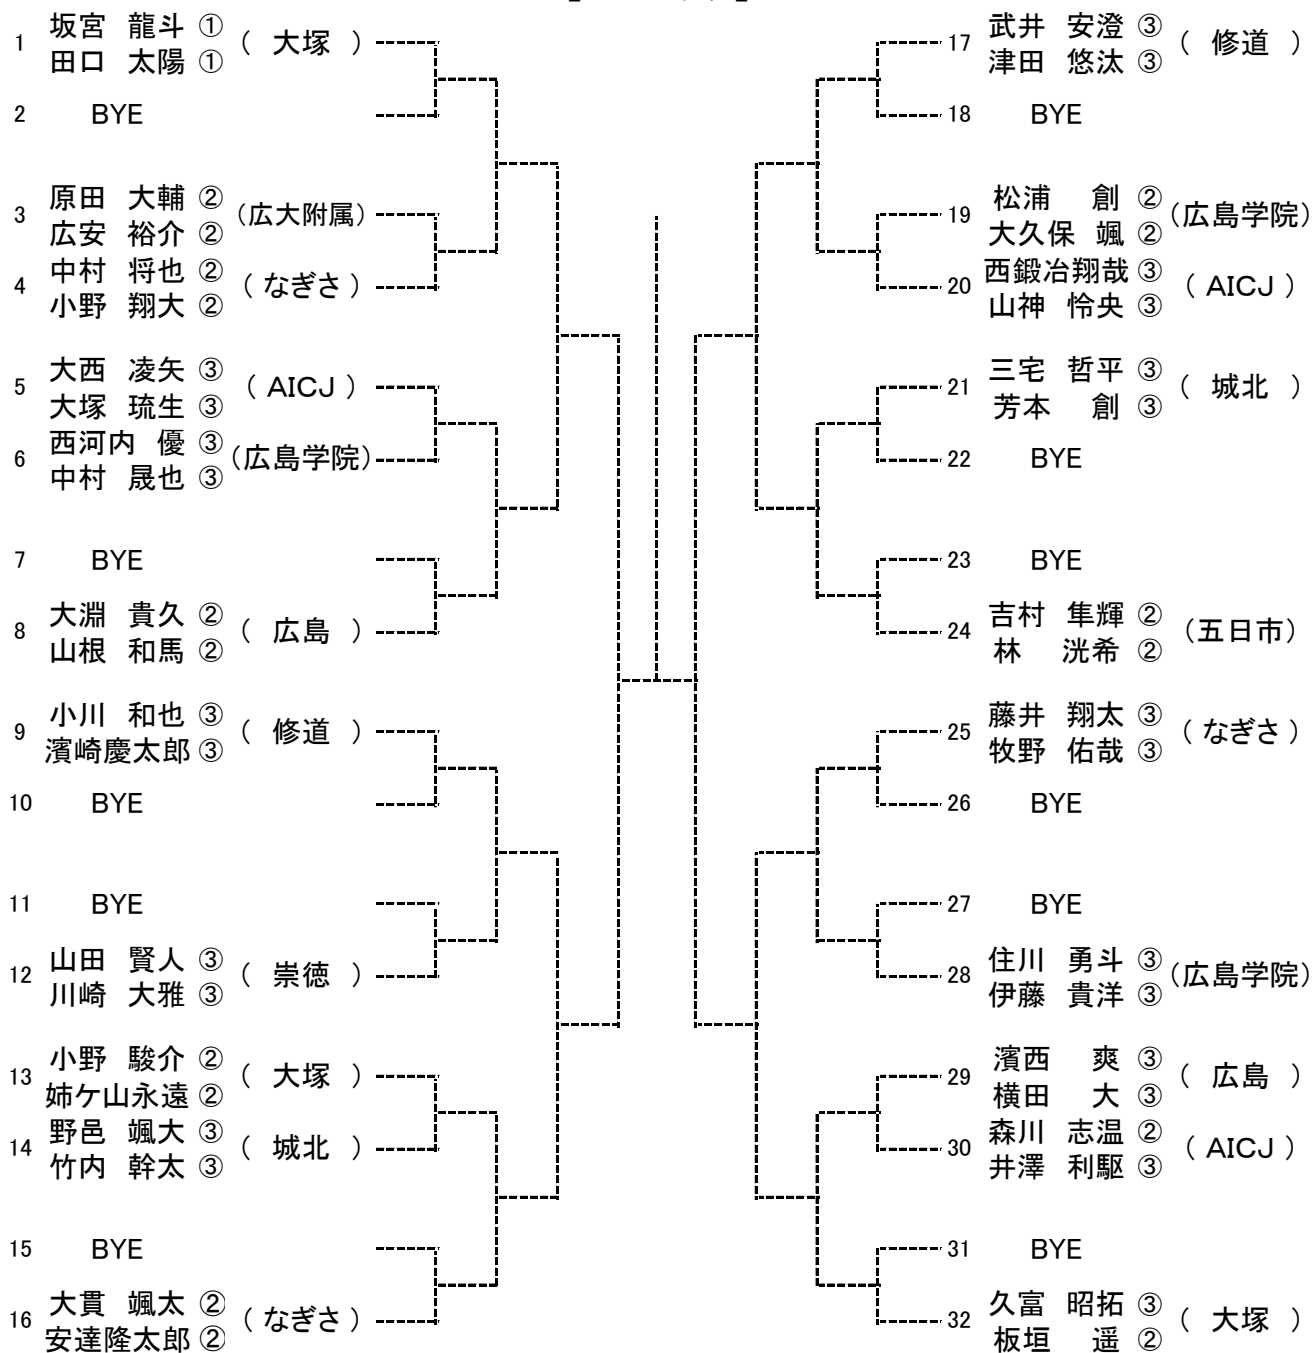 1 坂宮 龍斗 ① ( 大塚 )
田口 太陽 ①
2 BYE
3 原田 大輔 ② (広大附属)
広安 裕介 ②
4 中村 将也 ② ( なぎさ )
小野 翔大 ②
5 大西 凌矢 ③ ( AICJ )
大塚 琉生 ③
6 西河内 優 ③ (広島学院)
中村 晟也 ③
7 BYE
8 大淵 貴久 ② ( 広島 )
山根 和馬 ②
9 小川 和也 ③ ( 修道 )
濱崎慶太郎 ③
10 BYE
11 BYE
12 山田 賢人 ③ ( 崇徳 )
川崎 大雅 ③
13 小野 駿介 ② ( 大塚 )
姉ケ山永遠 ②
14 野邑 颯大 ③ ( 城北 )
竹内 幹太 ③
15 BYE
16 大貫 颯太 ② ( なぎさ )
安達隆太郎 ②
17 武井 安澄 ③ ( 修道 )
津田 悠汰 ③
18 BYE
19 松浦 創 ② (広島学院)
大久保 颯 ②
20 西鍛冶翔哉 ③ ( AICJ )
山神 怜央 ③
21 三宅 哲平 ③ ( 城北 )
芳本 創 ③
22 BYE
23 BYE
24 吉村 隼輝 ② (五日市)
林 洸希 ②
25 藤井 翔太 ③ ( なぎさ )
牧野 佑哉 ③
26 BYE
27 BYE
28 住川 勇斗 ③ (広島学院)
伊藤 貴洋 ③
29 濱西 爽 ③ ( 広島 )
横田 大 ③
30 森川 志温 ② ( AICJ )
井澤 利駆 ③
31 BYE
32 久富 昭拓 ③ ( 大塚 )
板垣 遥 ②